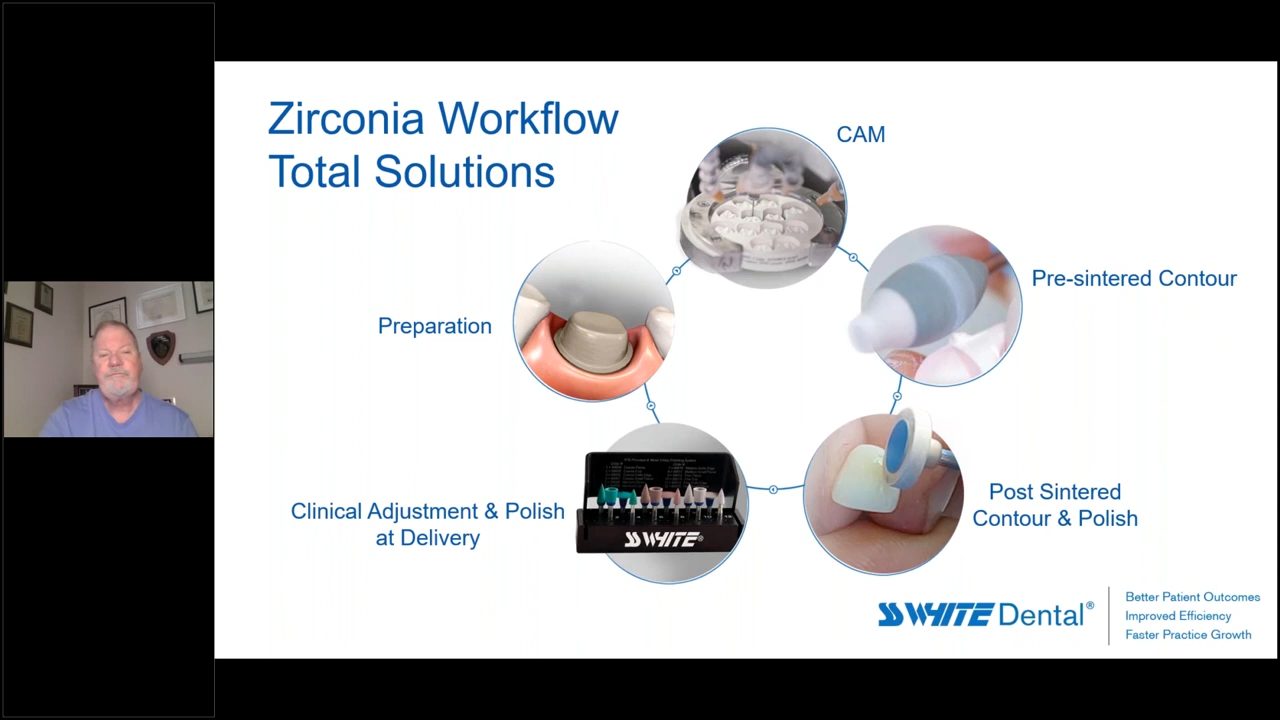 Zirconia Workflow
Total Solutions
CAM
Pre-sintered Contour
Preparation
Clinical Adjustment & Polish
at Delivery
SSWHITE®
Post Sintered
Contour & Polish
SSWHITE Dental®
Better Patient Outcomes
Improved Efficiency
Faster Practice Growth